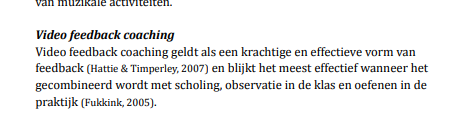 van muzikale activiteiten.
Video feedback coaching
Video feedback coaching geldt als een krachtige en effectieve vorm van
feedback (Hattie & Timperley, 2007) en blijkt het meest effectief wanneer het
gecombineerd wordt met scholing, observatie in de klas en oefenen in de
praktijk (Fukkink, 2005).